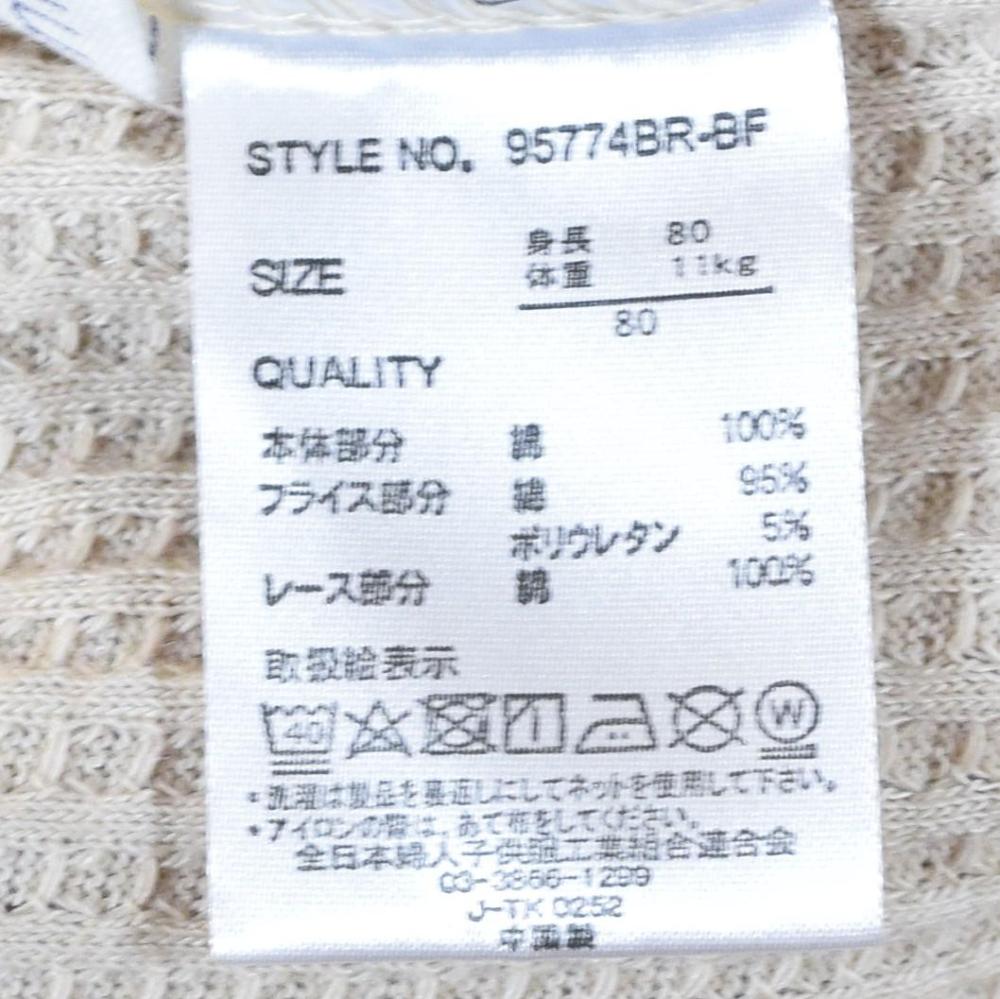 STYLE NO. 95774BR-BF
SIZE
身長 80
体重 11kg
80
QUALITY
本体部分 綿 100%
フライス部分 綿 95%
ポリウレタン 5%
レース部分 綿 100%
取扱絵表示
40
W
・洗濯は製品を裏返しにしてネットを使用して下さい。
・アイロンの際は、あて布をしてください。
全日本婦人子供服工業組合連合会
03-3866-1299
J-TK 0252
中国製